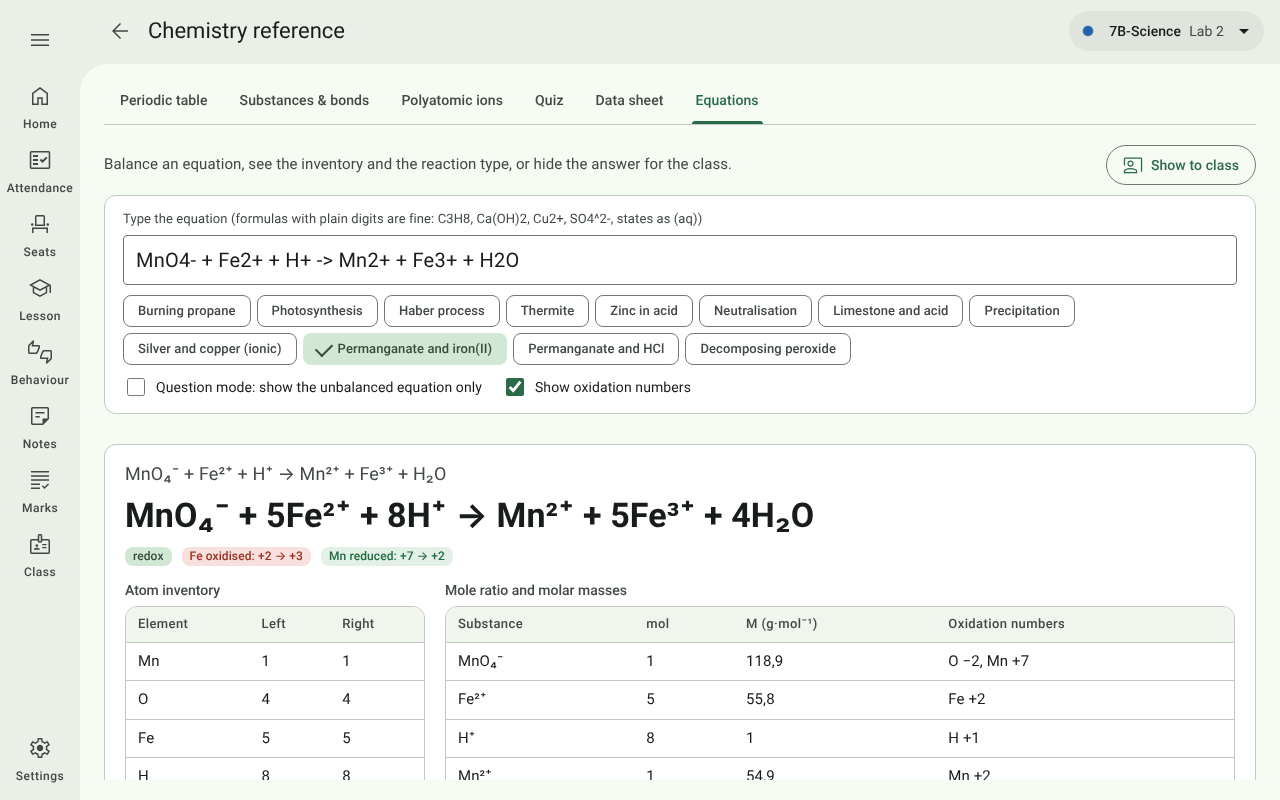 Chemistry reference
7B-Science Lab 2
Home
Attendance
Seats
Lesson
Behaviour
Notes
Marks
Class
Settings
Periodic table
Substances & bonds
Polyatomic ions
Quiz
Data sheet
Equations
Balance an equation, see the inventory and the reaction type, or hide the answer for the class.
Show to class
Type the equation (formulas with plain digits are fine: C3H8, Ca(OH)2, Cu2+, SO4^2-, states as (aq))
MnO4- + Fe2+ + H+ -> Mn2+ + Fe3+ + H2O
Burning propane
Photosynthesis
Haber process
Thermite
Zinc in acid
Neutralisation
Limestone and acid
Precipitation
Silver and copper (ionic)
Permanganate and iron(II)
Permanganate and HCl
Decomposing peroxide
Question mode: show the unbalanced equation only
Show oxidation numbers
MnO₄⁻ + Fe²⁺ + H⁺ → Mn²⁺ + Fe³⁺ + H₂O
MnO₄⁻ + 5Fe²⁺ + 8H⁺ → Mn²⁺ + 5Fe³⁺ + 4H₂O
redox
Fe oxidised: +2 → +3
Mn reduced: +7 → +2
Atom inventory
Element Left Right
Mn 1 1
O 4 4
Fe 5 5
H 8 8
Mole ratio and molar masses
Substance mol M (g·mol⁻¹) Oxidation numbers
MnO₄⁻ 1 118,9 O −2, Mn +7
Fe²⁺ 5 55,8 Fe +2
H⁺ 8 1 H +1
Mn²⁺ 1 54,9 Mn +2